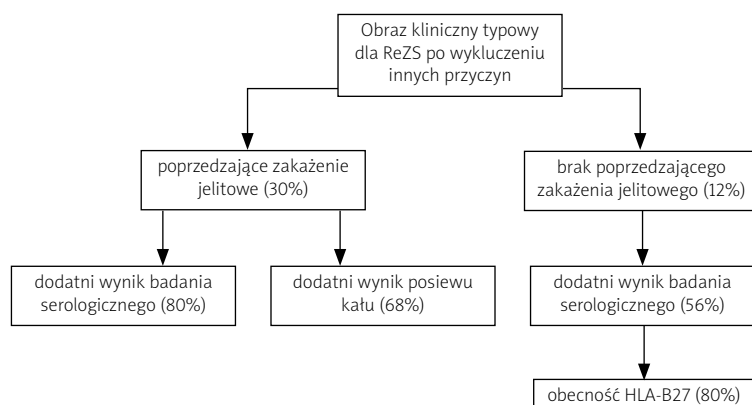 Obraz kliniczny typowy
dla ReZS po wykluczeniu
innych przyczyn
poprzedzające zakażenie
jelitowe (30%)
brak poprzedzającego
zakażenia jelitowego (12%)
dodatni wynik badania
serologicznego (80%)
dodatni wynik posiewu
kału (68%)
dodatni wynik badania
serologicznego (56%)
obecność HLA-B27 (80%)